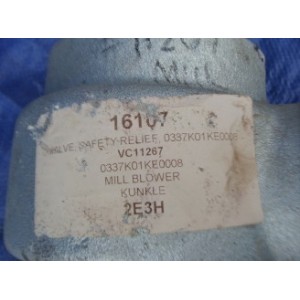 16107
VALVE, SAFETY-RELIEF, 0337K01KE0008
VC11267
0337K01KE0008
MILL BLOWER
KUNKLE
2E3H